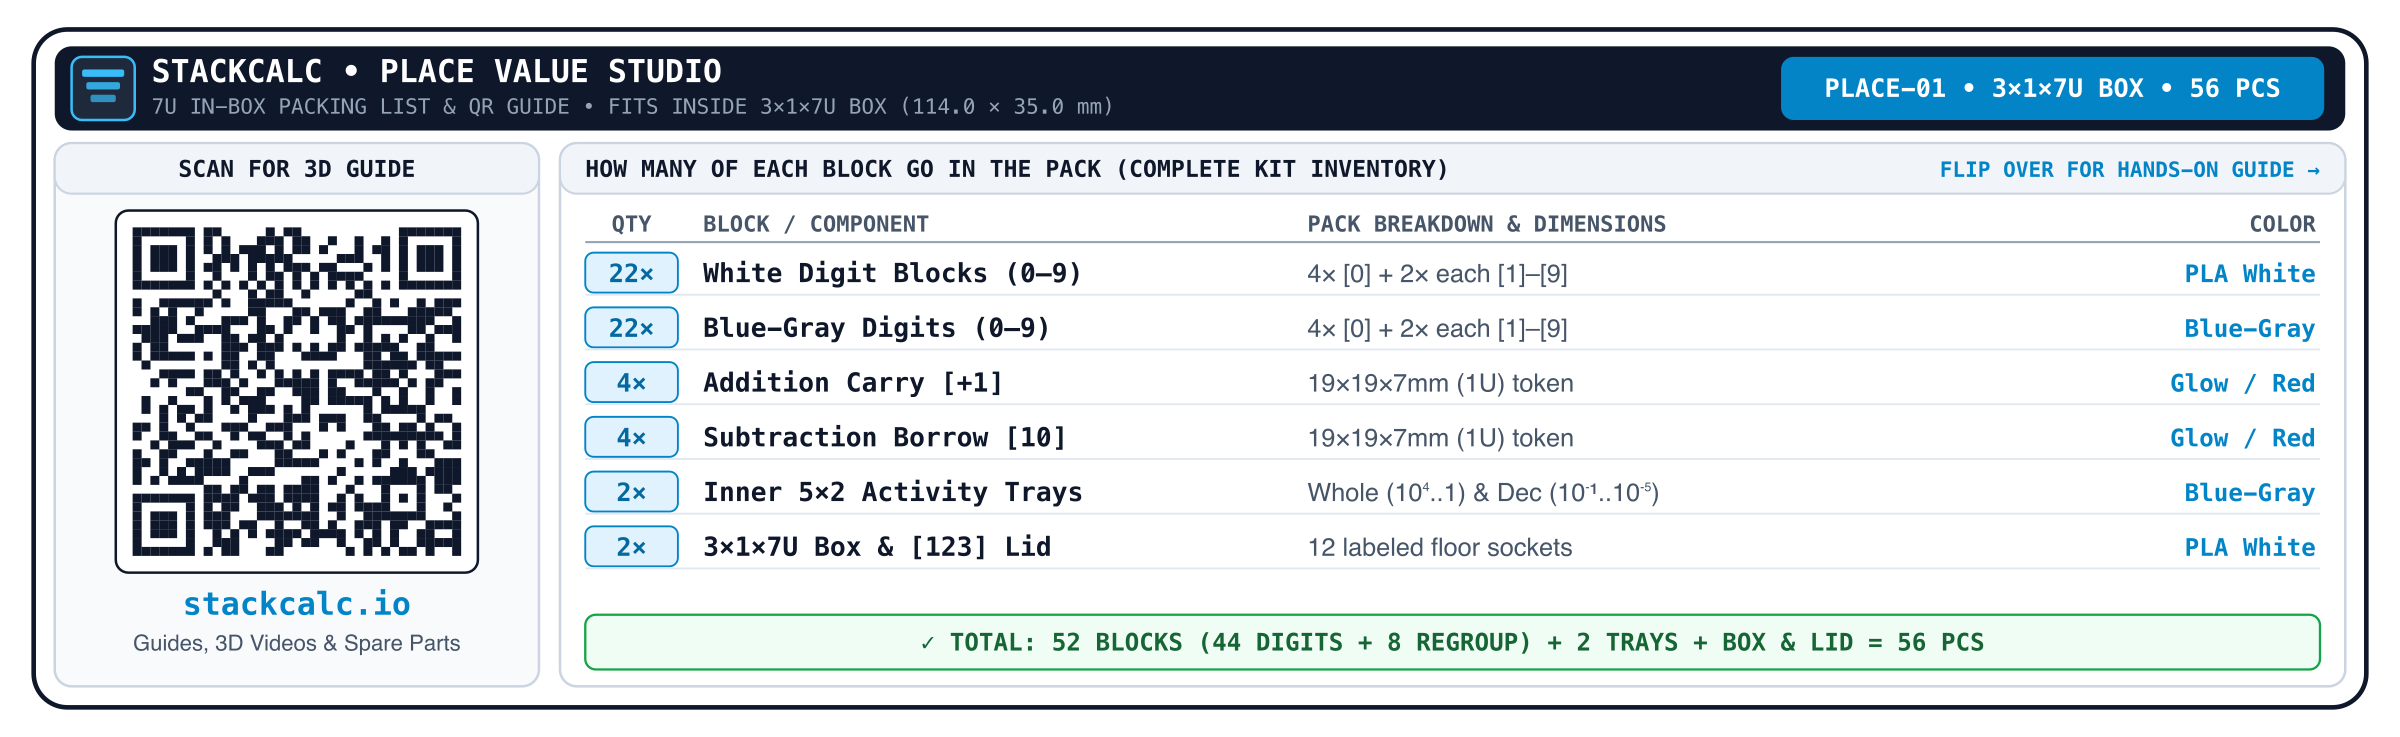 STACKCALC • PLACE VALUE STUDIO
7U IN-BOX PACKING LIST & QR GUIDE • FITS INSIDE 3×1×7U BOX (114.0 × 35.0 mm)
PLACE-01 • 3×1×7U BOX • 56 PCS
SCAN FOR 3D GUIDE
stackcalc.io
Guides, 3D Videos & Spare Parts
HOW MANY OF EACH BLOCK GO IN THE PACK (COMPLETE KIT INVENTORY)
FLIP OVER FOR HANDS-ON GUIDE →
QTY BLOCK / COMPONENT PACK BREAKDOWN & DIMENSIONS COLOR
22× White Digit Blocks (0–9) 4× [0] + 2× each [1]–[9] PLA White
22× Blue-Gray Digits (0–9) 4× [0] + 2× each [1]–[9] Blue-Gray
4× Addition Carry [+1] 19×19×7mm (1U) token Glow / Red
4× Subtraction Borrow [10] 19×19×7mm (1U) token Glow / Red
2× Inner 5×2 Activity Trays Whole (10⁴..1) & Dec (10⁻¹..10⁻⁵) Blue-Gray
2× 3×1×7U Box & [123] Lid 12 labeled floor sockets PLA White
✓ TOTAL: 52 BLOCKS (44 DIGITS + 8 REGROUP) + 2 TRAYS + BOX & LID = 56 PCS